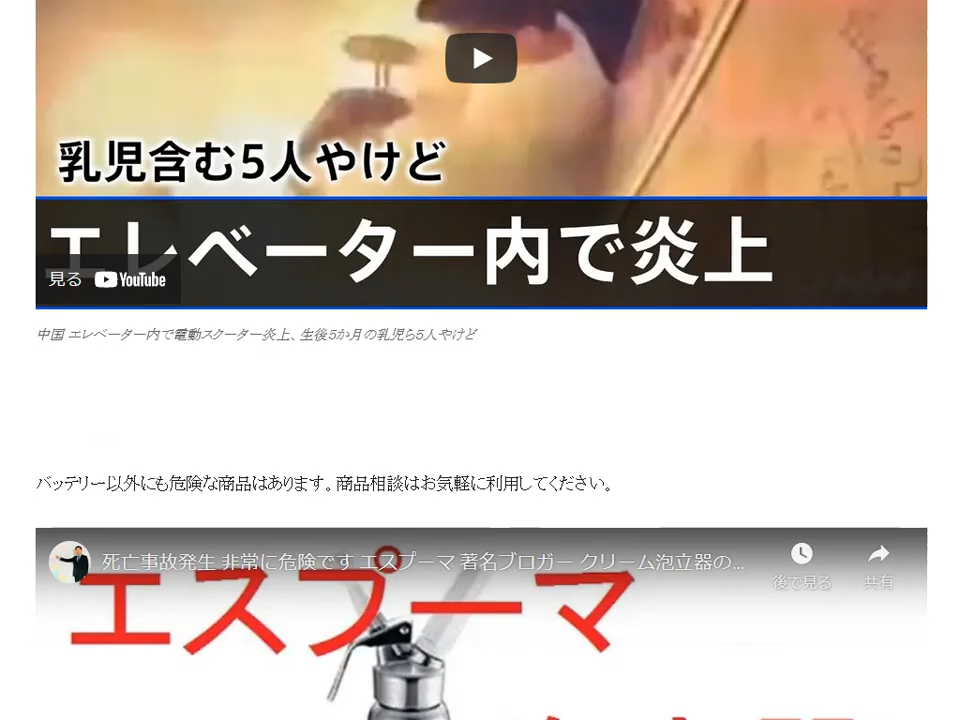 乳児含む5人やけど
エレベーター内で炎上
見る YouTube
中国 エレベーター内で電動スクーター炎上、生後5か月の乳児ら5人やけど
バッテリー以外にも危険な商品はあります。商品相談はお気軽に利用してください。
死亡事故発生 非常に危険です エスプーマ 著名ブロガー クリーム泡立器の...
後で見る 共有
エスプーマ